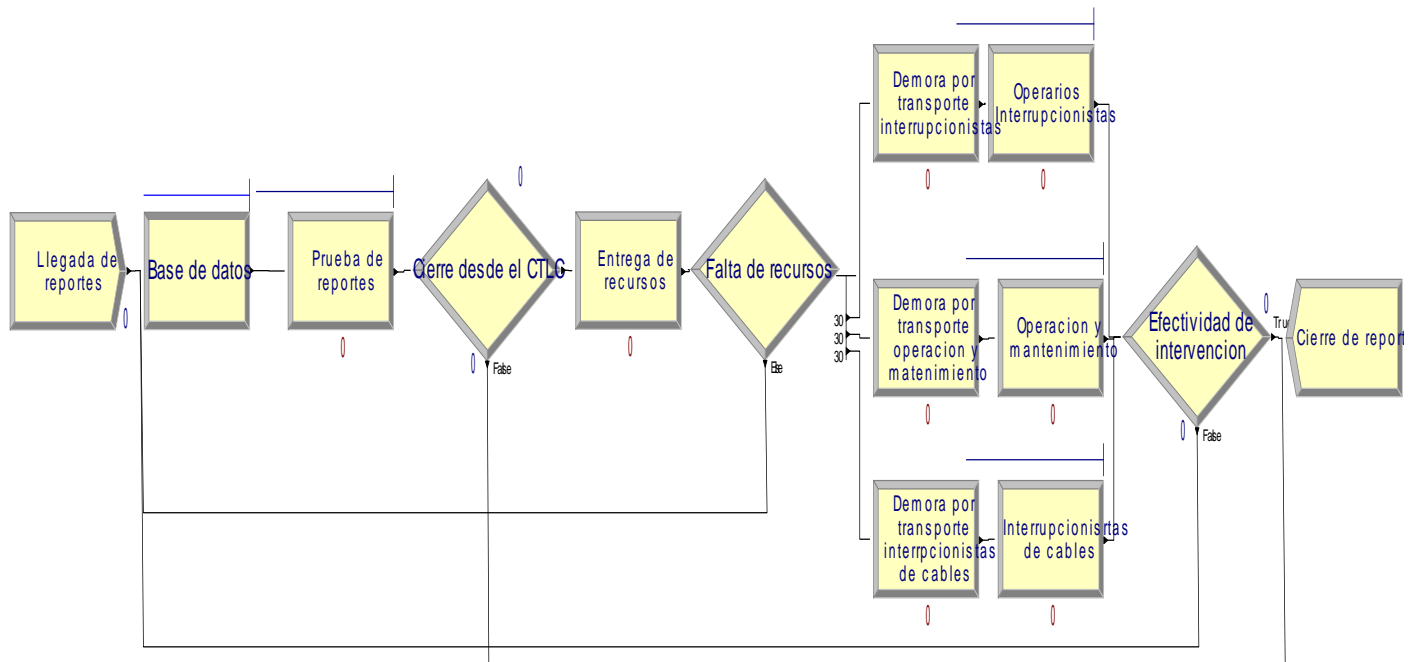 Llegada de
reportes
0
Base de datos
Prueba de
reportes
0
Cierre desde el CTLC
0
0
False
Entrega de
recursos
0
Falta de recursos
30
30
30
Else
Demora por
transporte
interrupcionistas
0
Operarios
Interrupcionistas
0
Demora por
transporte
operacion y
matenimiento
0
Operacion y
mantenimiento
0
Demora por
transporte
interrpcionistas
de cables
0
Interrupcionisrtas
de cables
0
Efectividad de
intervencion
0
Tru
0
False
Cierre de report